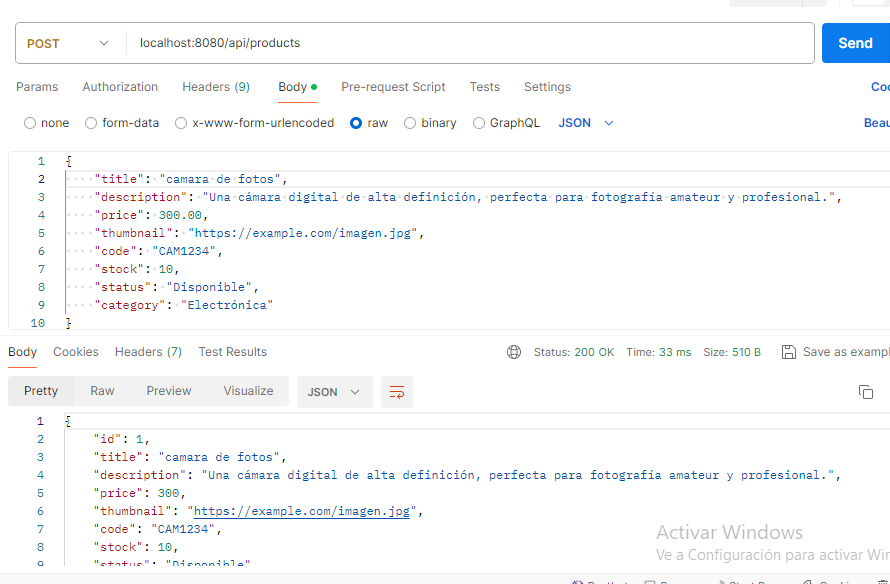 POST localhost:8080/api/products Send
Params Authorization Headers (9) Body Pre-request Script Tests Settings Coo
none form-data x-www-form-urlencoded raw binary GraphQL JSON Beau
1 {
2 "title": "camara de fotos",
3 "description": "Una cámara digital de alta definición, perfecta para fotografía amateur y profesional.",
4 "price": 300.00,
5 "thumbnail": "https://example.com/imagen.jpg",
6 "code": "CAM1234",
7 "stock": 10,
8 "status": "Disponible",
9 "category": "Electrónica"
10 }
Body Cookies Headers (7) Test Results Status: 200 OK Time: 33 ms Size: 510 B Save as exampl
Pretty Raw Preview Visualize JSON
1 {
2 "id": 1,
3 "title": "camara de fotos",
4 "description": "Una cámara digital de alta definición, perfecta para fotografía amateur y profesional.",
5 "price": 300,
6 "thumbnail": "https://example.com/imagen.jpg",
7 "code": "CAM1234",
8 "stock": 10,
9 "status": "Disponible"
Activar Windows
Ve a Configuración para activar Win